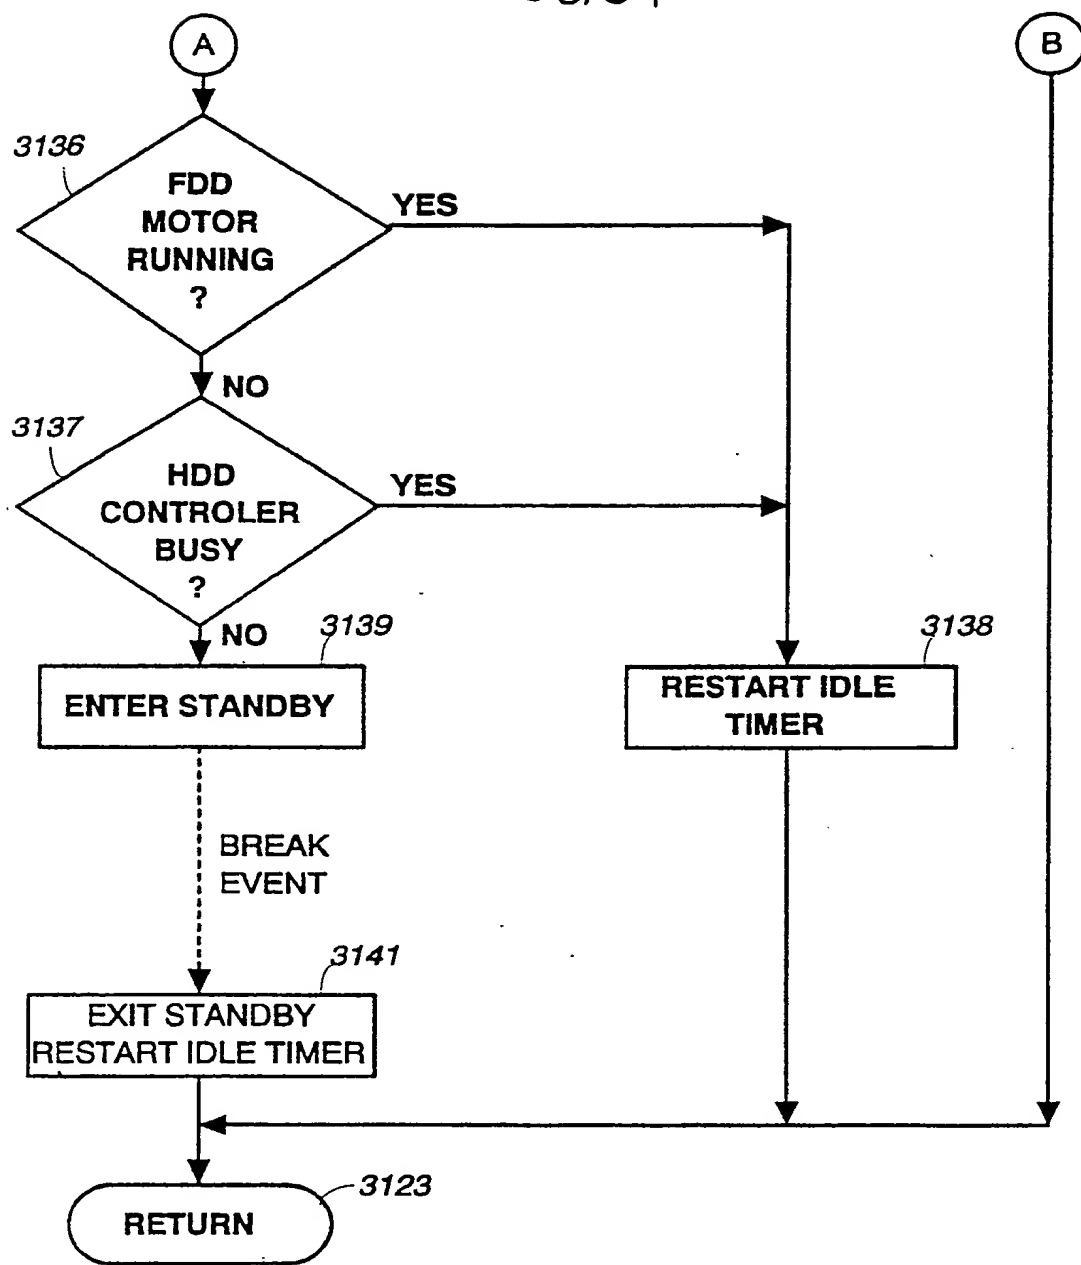 A
B
3136
FDD
MOTOR
RUNNING
?
YES
NO
3137
HDD
CONTROLER
BUSY
?
YES
NO
3139
ENTER STANDBY
3138
RESTART IDLE
TIMER
BREAK
EVENT
3141
EXIT STANDBY
RESTART IDLE TIMER
3123
RETURN